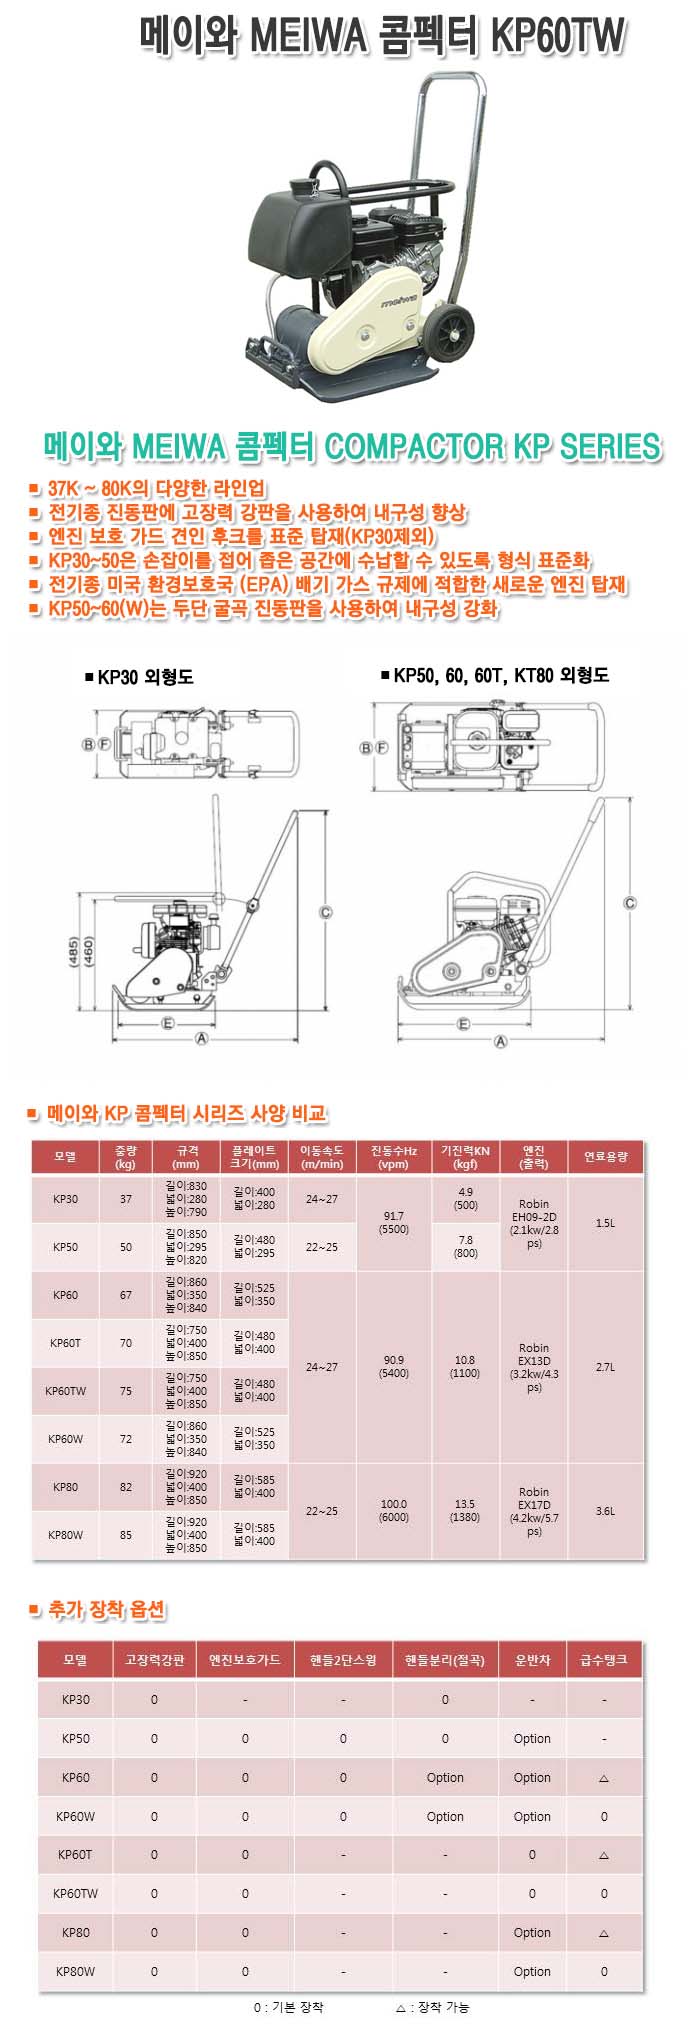 메이와 MEIWA 콤펙터 KP60TW
meiwa
메이와 MEIWA 콤펙터 COMPACTOR KP SERIES
■ 37K ~ 80K의 다양한 라인업
■ 전기종 진동판에 고장력 강판을 사용하여 내구성 향상
■ 엔진 보호 가드 견인 후크를 표준 탑재(KP30제외)
■ KP30~50은 손잡이를 접어 좁은 공간에 수납할 수 있도록 형식 표준화
■ 전기종 미국 환경보호국 (EPA) 배기 가스 규제에 적합한 새로운 엔진 탑재
■ KP50~60(W)는 두단 굴곡 진동판을 사용하여 내구성 강화
■ KP30 외형도
■ KP50, 60, 60T, KT80 외형도
B F
B F
C
(485)
(460)
E
A
C
E
A
■ 메이와 KP 콤펙터 시리즈 사양 비교
모델 중량(kg) 규격(mm) 플레이트크기(mm) 이동속도(m/min) 진동수Hz(vpm) 기진력KN(kgf) 엔진(출력) 연료용량
KP30 37 길이:830 넓이:280 높이:790 길이:400 넓이:280 24~27 91.7 (5500) 4.9 (500) Robin EH09-2D (2.1kw/2.8ps) 1.5L
KP50 50 길이:850 넓이:295 높이:820 길이:480 넓이:295 22~25 7.8 (800)
KP60 67 길이:860 넓이:350 높이:840 길이:525 넓이:350
KP60T 70 길이:750 넓이:400 높이:850 길이:480 넓이:400
24~27 90.9 (5400) 10.8 (1100) Robin EX13D (3.2kw/4.3ps) 2.7L
KP60TW 75 길이:750 넓이:400 높이:850 길이:480 넓이:400
KP60W 72 길이:860 넓이:350 높이:840 길이:525 넓이:350
KP80 82 길이:920 넓이:400 높이:850 길이:585 넓이:400
22~25 100.0 (6000) 13.5 (1380) Robin EX17D (4.2kw/5.7ps) 3.6L
KP80W 85 길이:920 넓이:400 높이:850 길이:585 넓이:400
■ 추가 장착 옵션
모델 고장력강판 엔진보호가드 핸들2단스윙 핸들분리(절곡) 운반차 급수탱크
KP30 0 - - 0 - -
KP50 0 0 0 0 Option -
KP60 0 0 0 Option Option △
KP60W 0 0 0 Option Option 0
KP60T 0 0 - - 0 △
KP60TW 0 0 - - 0 0
KP80 0 0 - - Option △
KP80W 0 0 - - Option 0
0 : 기본 장착 △ : 장착 가능